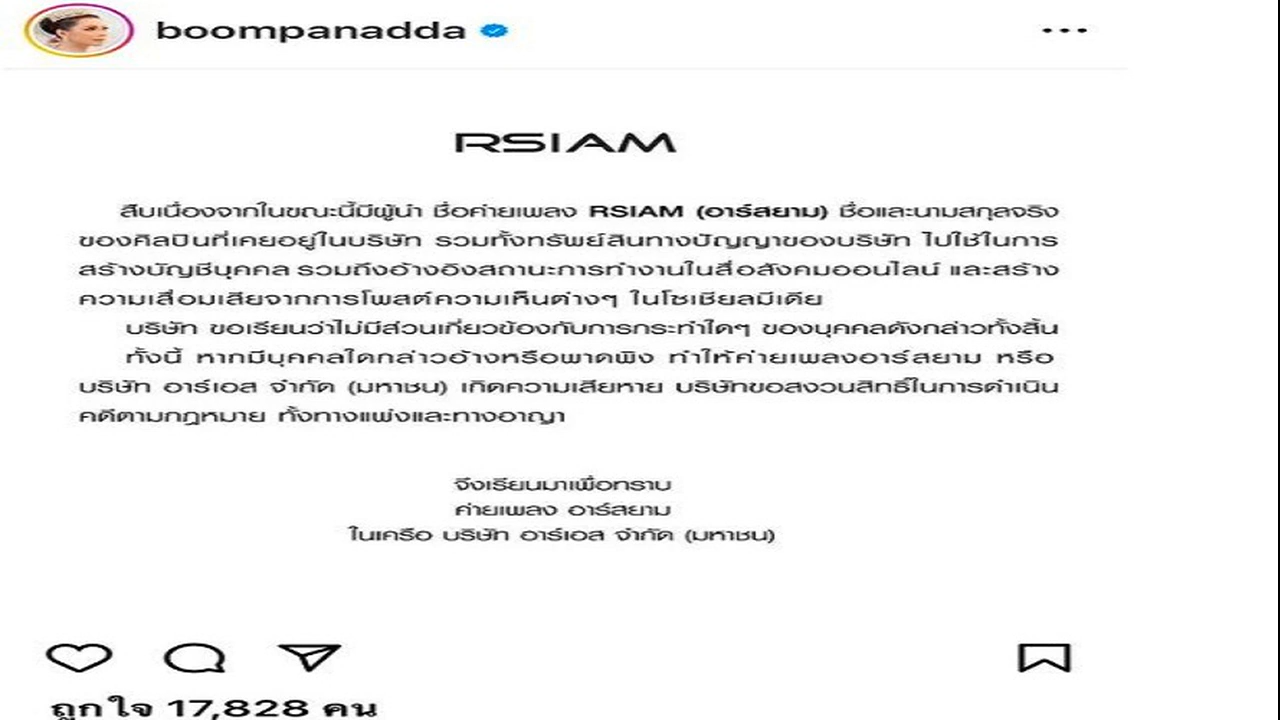 boompanadda
RSIAM
สืบเนื่องจากในขณะนี้มีผู้นำ ชื่อค่ายเพลง RSIAM (อาร์สยาม) ชื่อและนามสกุลจริง
ของศิลปินที่เคยอยู่ในบริษัท รวมทั้งทรัพย์สินทางปัญญาของบริษัท ไปใช้ในการ
สร้างบัญชีบุคคล รวมถึงอ้างอิงสถานะการทำงานในสื่อสังคมออนไลน์ และสร้าง
ความเสื่อมเสียจากการโพสต์ความเห็นต่างๆ ในโซเชียลมีเดีย
บริษัท ขอเรียนว่าไม่มีส่วนเกี่ยวข้องกับการกระทำใดๆ ของบุคคลดังกล่าวทั้งสิ้น
ทั้งนี้ หากมีบุคคลใดกล่าวอ้างหรือพาดพิง ทำให้ค่ายเพลงอาร์สยาม หรือ
บริษัท อาร์เอส จำกัด (มหาชน) เกิดความเสียหาย บริษัทขอสงวนสิทธิ์ในการดำเนิน
คดีตามกฎหมาย ทั้งทางแพ่งและทางอาญา
จึงเรียนมาเพื่อทราบ
ค่ายเพลง อาร์สยาม
ในเครือ บริษัท อาร์เอส จำกัด (มหาชน)
ถูกใจ 17,828 คน